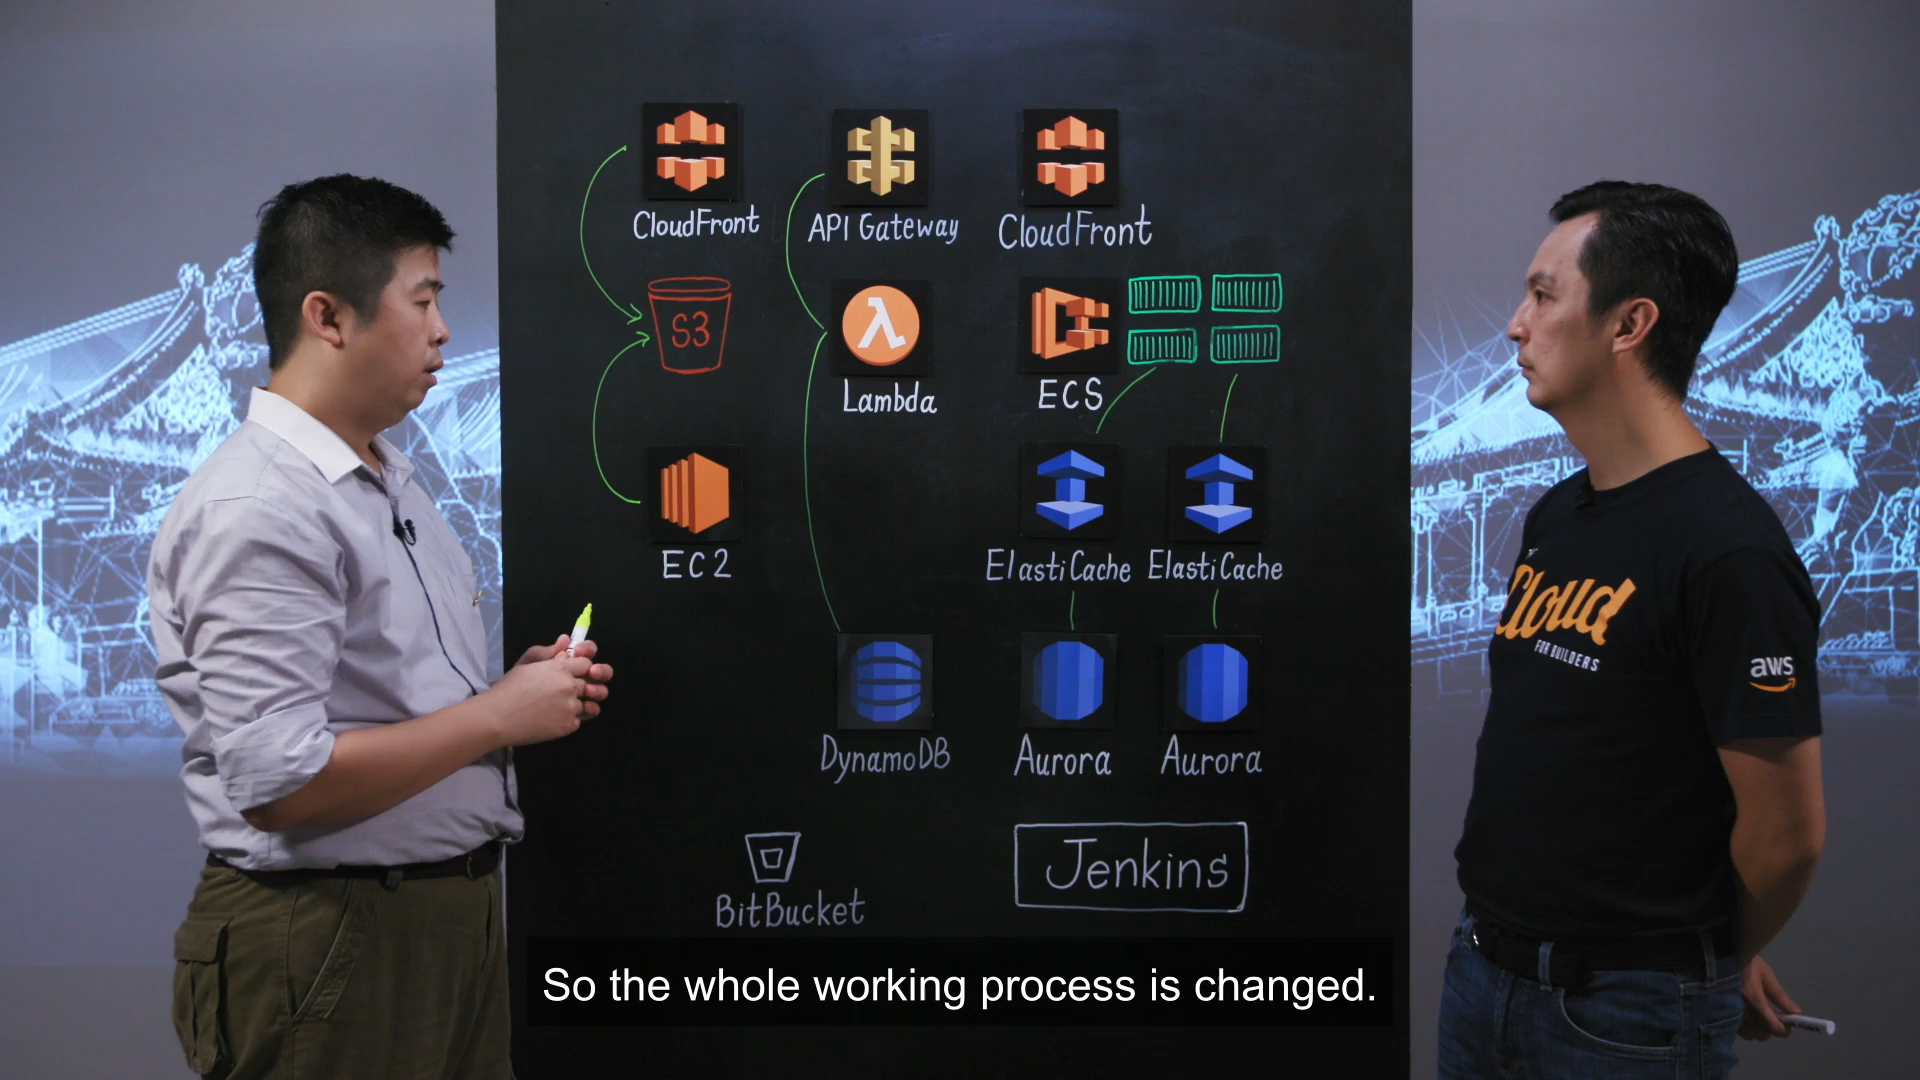 CloudFront
API Gateway
CloudFront
S3
Lambda
ECS
EC2
ElastiCache
ElastiCache
Cloud
FOR BUILDERS
aws
DynamoDB
Aurora
Aurora
BitBucket
Jenkins
So the whole working process is changed.